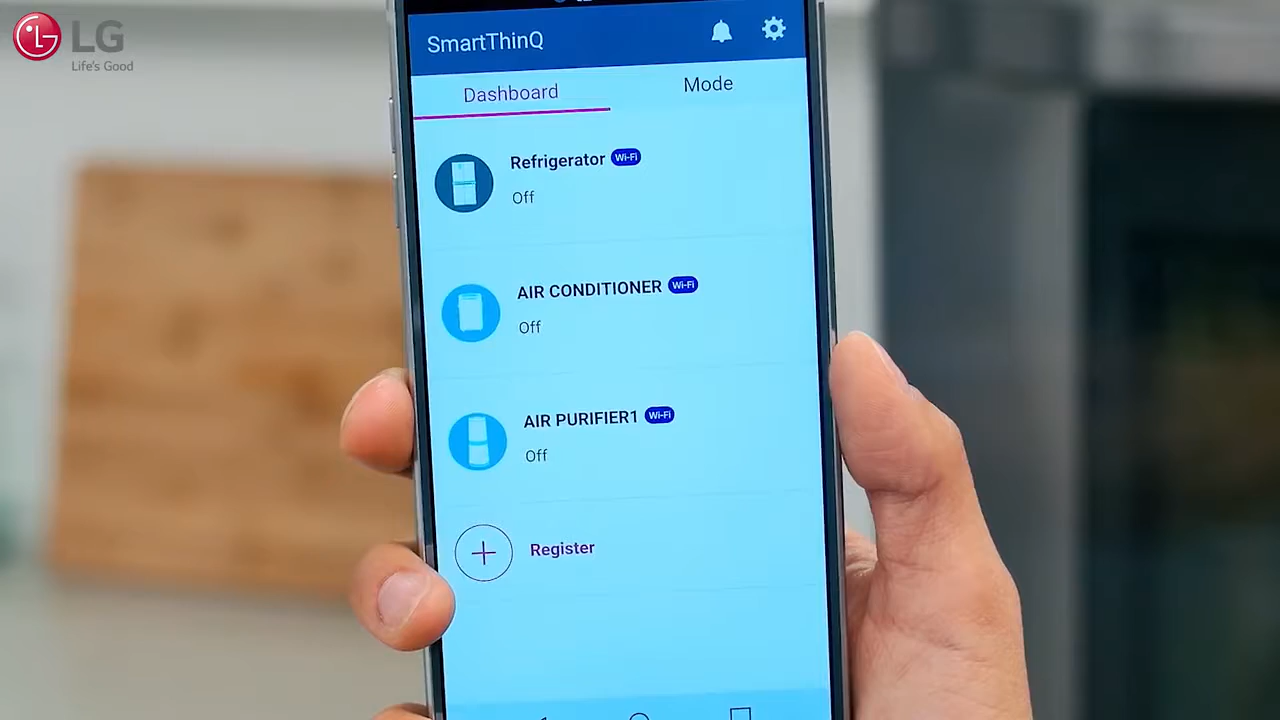 LG
Life's Good
SmartThinQ
Dashboard Mode
Refrigerator Wi-Fi
Off
AIR CONDITIONER Wi-Fi
Off
AIR PURIFIER1 Wi-Fi
Off
Register